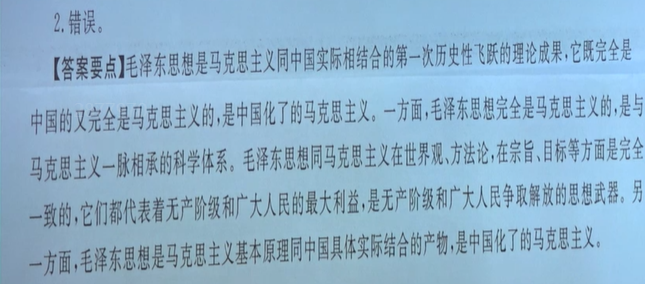 2.错误。
【答案要点】毛泽东思想是马克思主义同中国实际相结合的第一次历史性飞跃的理论成果,它既完全是
中国的又完全是马克思主义的,是中国化了的马克思主义。一方面,毛泽东思想完全是马克思主义的,是与
马克思主义一脉相承的科学体系。毛泽东思想同马克思主义在世界观、方法论,在宗旨、目标等方面是完全
一致的,它们都代表着无产阶级和广大人民的最大利益,是无产阶级和广大人民争取解放的思想武器。另
一方面,毛泽东思想是马克思主义基本原理同中国具体实际结合的产物,是中国化了的马克思主义。